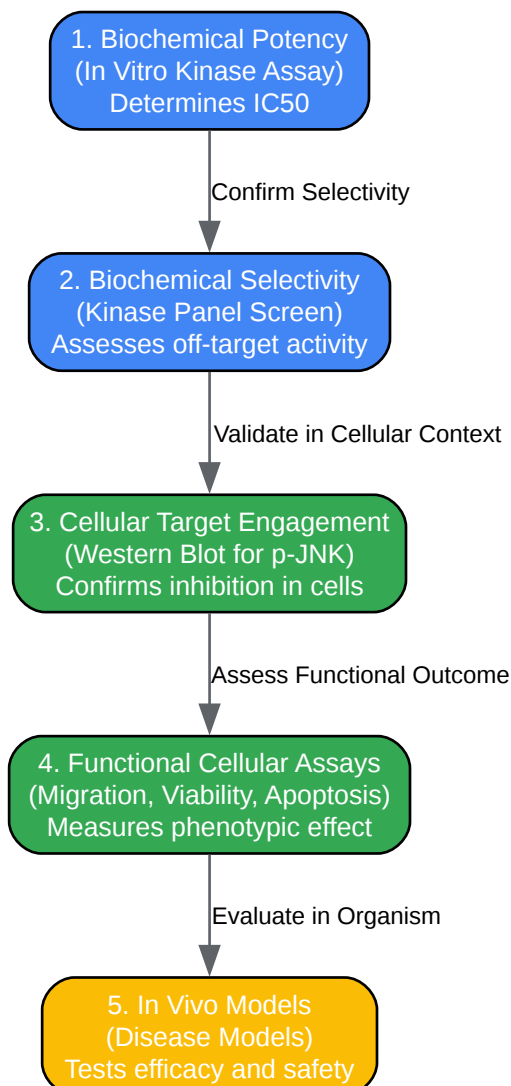 1. Biochemical Potency
(In Vitro Kinase Assay)
Determines IC50
Confirm Selectivity
2. Biochemical Selectivity
(Kinase Panel Screen)
Assesses off-target activity
Validate in Cellular Context
3. Cellular Target Engagement
(Western Blot for p-JNK)
Confirms inhibition in cells
Assess Functional Outcome
4. Functional Cellular Assays
(Migration, Viability, Apoptosis)
Measures phenotypic effect
Evaluate in Organism
5. In Vivo Models
(Disease Models)
Tests efficacy and safety